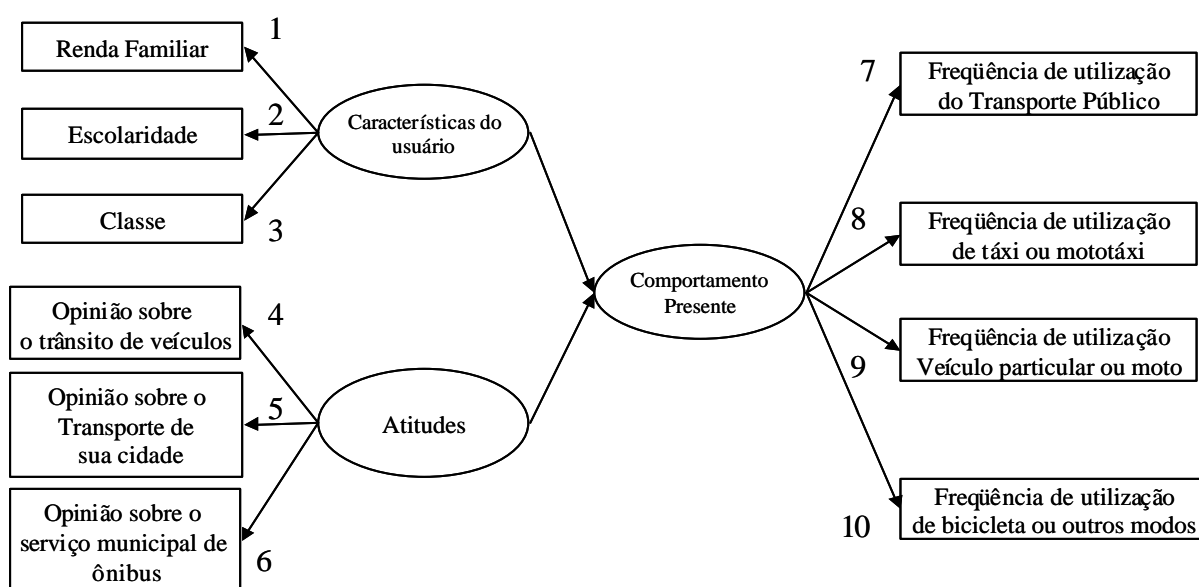 1
Renda Familiar
2
Escolaridade
Classe
3
Características do
usuário
Opinião sobre
o trânsito de veículos
4
Opinião sobre o
Transporte de
sua cidade
5
Opinião sobre o
serviço municipal de
ônibus
6
Atitudes
Comportamento
Presente
7
Freqüência de utilização
do Transporte Público
8
Freqüência de utilização
de táxi ou mototáxi
Freqüência de utilização
Veículo particular ou moto
9
Freqüência de utilização
de bicicleta ou outros modos
10